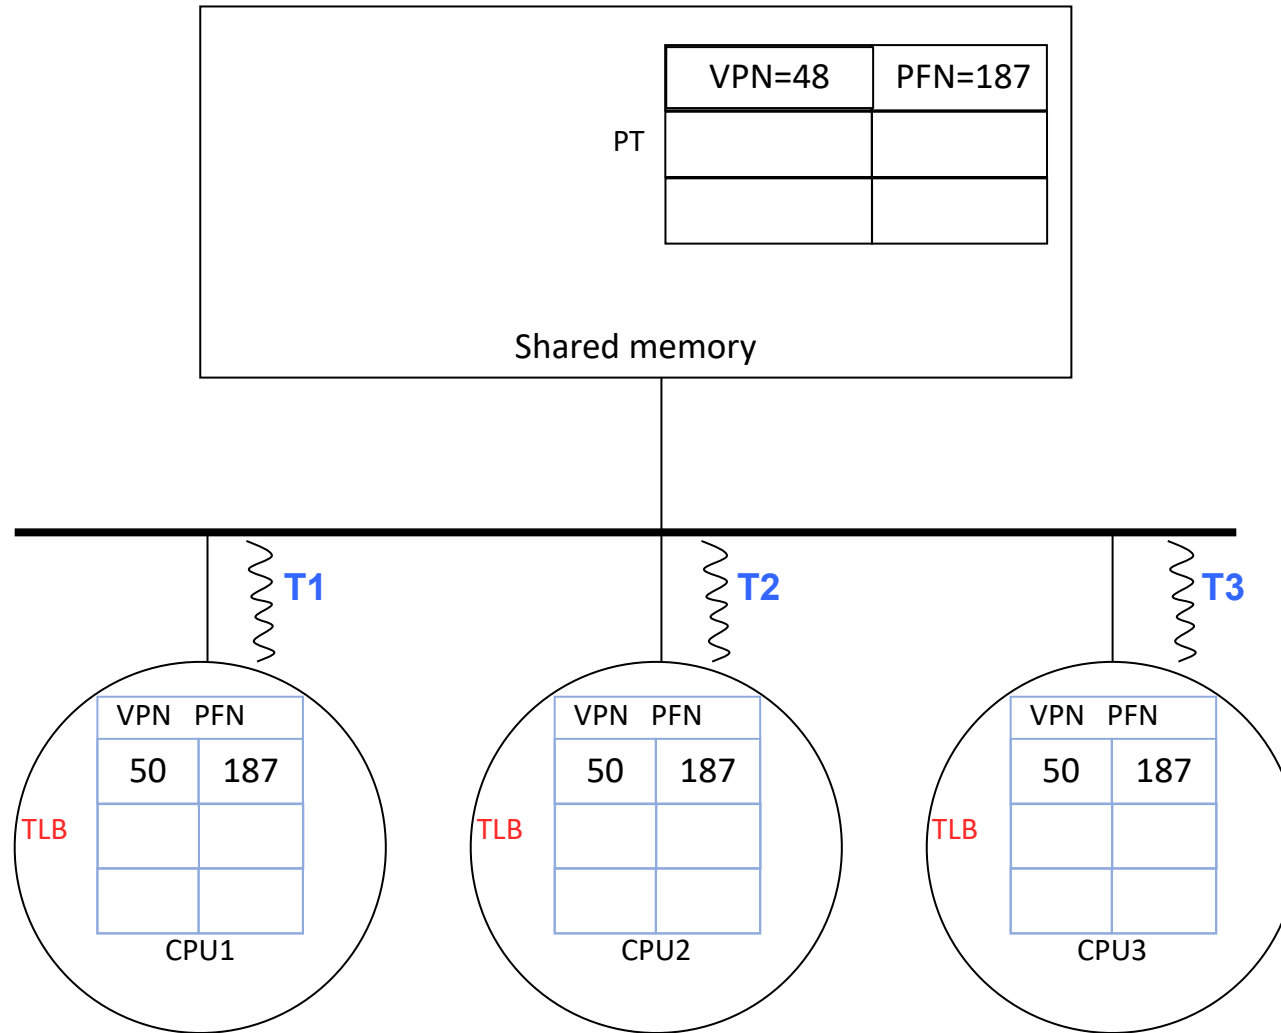 VPN=48 PFN=187
PT
Shared memory
T1 T2 T3
VPN PFN VPN PFN VPN PFN
50 187 50 187 50 187
TLB TLB TLB
CPU1 CPU2 CPU3